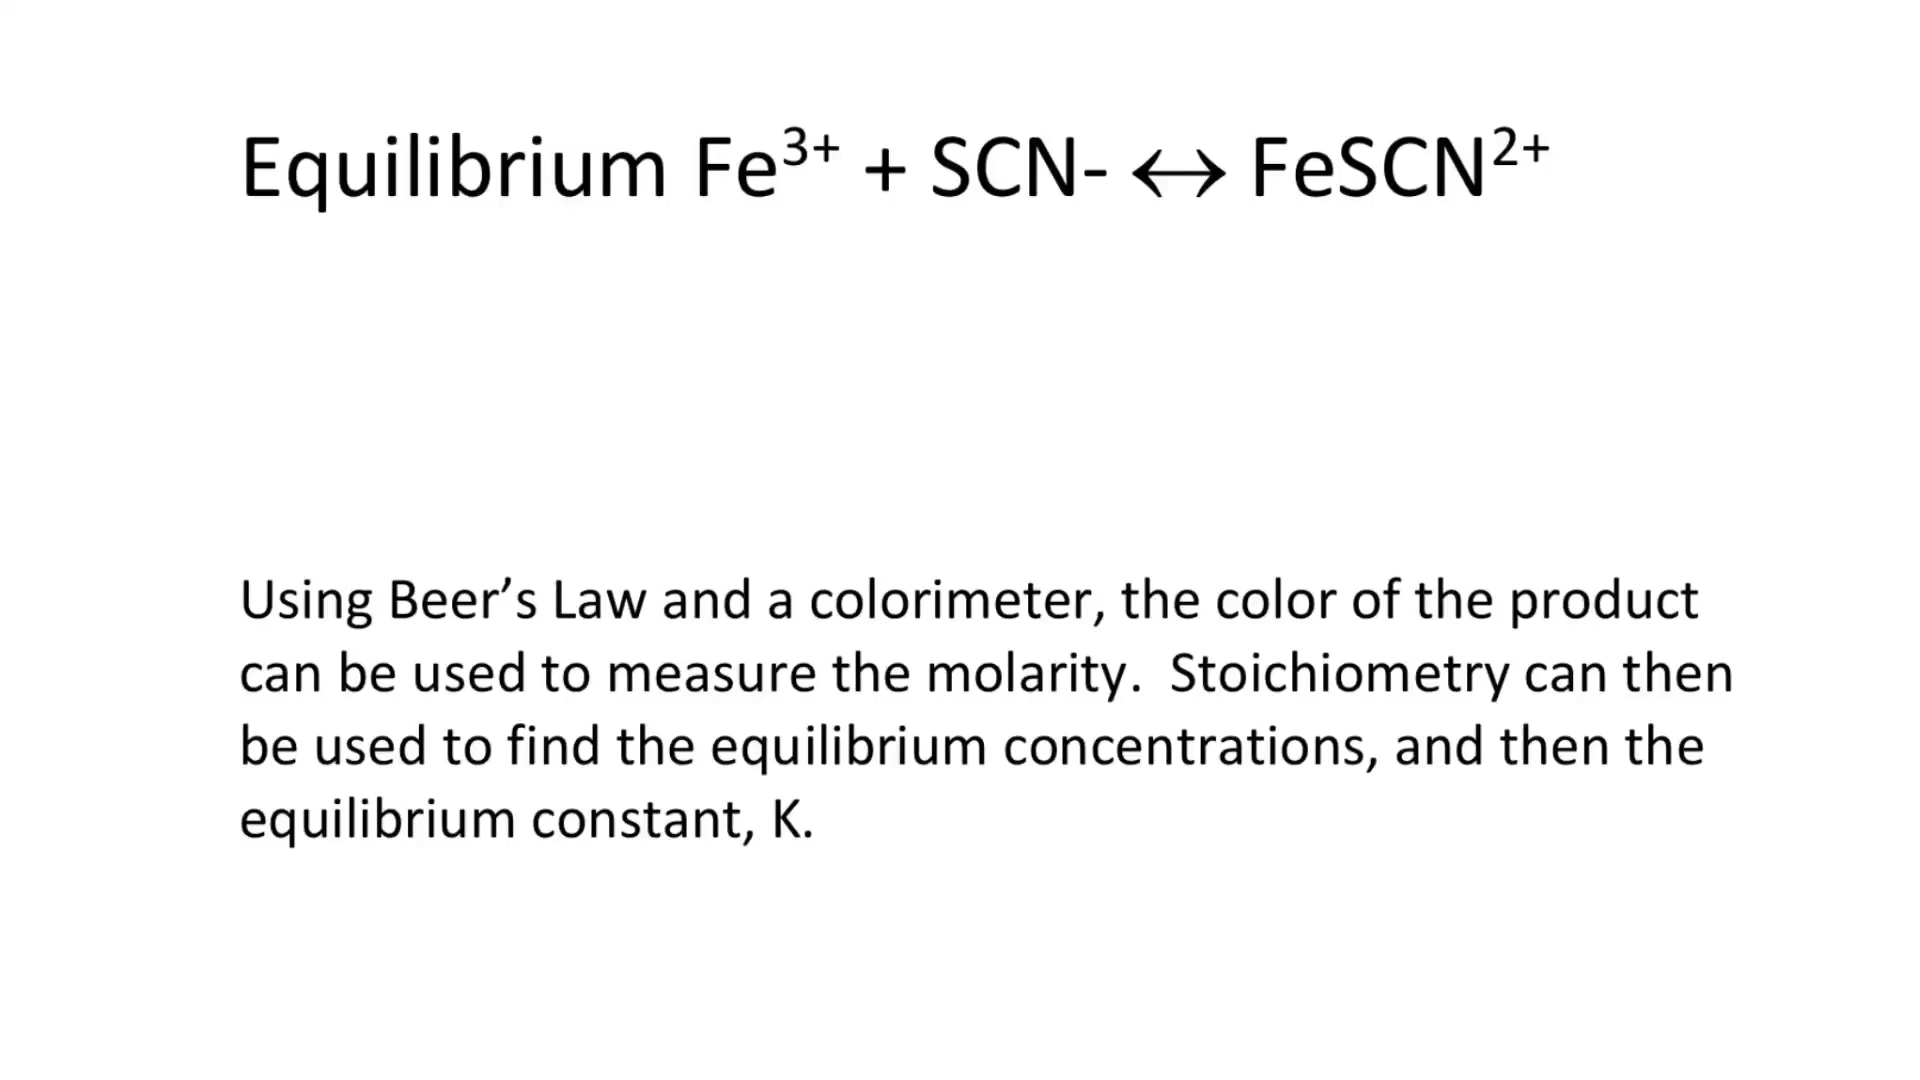 Equilibrium Fe³⁺ + SCN- ↔ FeSCN²⁺
Using Beer’s Law and a colorimeter, the color of the product
can be used to measure the molarity.  Stoichiometry can then
be used to find the equilibrium concentrations, and then the
equilibrium constant, K.